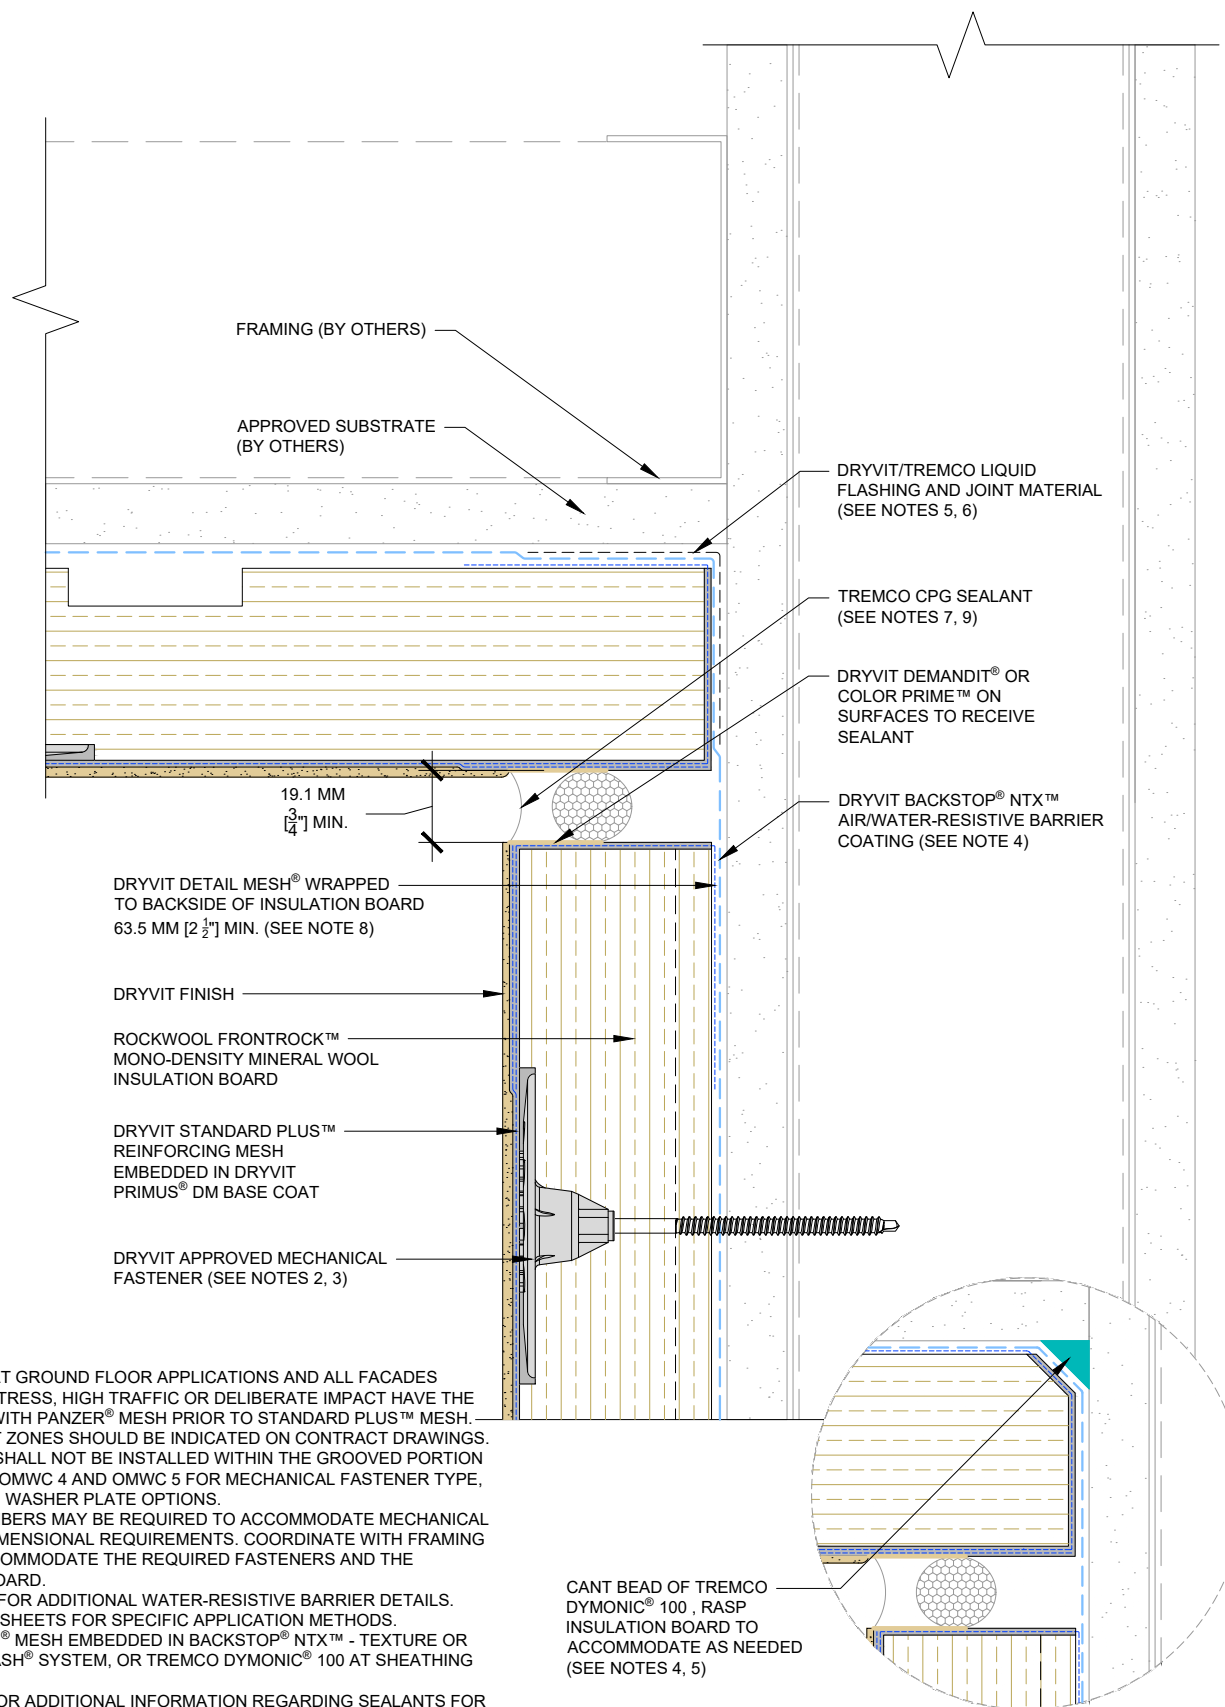 FRAMING (BY OTHERS)
APPROVED SUBSTRATE
(BY OTHERS)
DRYVIT/TREMCO LIQUID
FLASHING AND JOINT MATERIAL
(SEE NOTES 5, 6)
TREMCO CPG SEALANT
(SEE NOTES 7, 9)
DRYVIT DEMANDIT® OR
COLOR PRIME™ ON
SURFACES TO RECEIVE
SEALANT
19.1 MM
[3/4"] MIN.
DRYVIT BACKSTOP® NTX™
AIR/WATER-RESISTIVE BARRIER
COATING (SEE NOTE 4)
DRYVIT DETAIL MESH® WRAPPED
TO BACKSIDE OF INSULATION BOARD
63.5 MM [2 1/2"] MIN. (SEE NOTE 8)
DRYVIT FINISH
ROCKWOOL FRONTROCK™
MONO-DENSITY MINERAL WOOL
INSULATION BOARD
DRYVIT STANDARD PLUS™
REINFORCING MESH
EMBEDDED IN DRYVIT
PRIMUS® DM BASE COAT
DRYVIT APPROVED MECHANICAL
FASTENER (SEE NOTES 2, 3)
AT GROUND FLOOR APPLICATIONS AND ALL FACADES
TRESS, HIGH TRAFFIC OR DELIBERATE IMPACT HAVE THE
WITH PANZER® MESH PRIOR TO STANDARD PLUS™ MESH.
T ZONES SHOULD BE INDICATED ON CONTRACT DRAWINGS.
SHALL NOT BE INSTALLED WITHIN THE GROOVED PORTION
OMWC 4 AND OMWC 5 FOR MECHANICAL FASTENER TYPE,
WASHER PLATE OPTIONS.
BERS MAY BE REQUIRED TO ACCOMMODATE MECHANICAL
MENSIONAL REQUIREMENTS. COORDINATE WITH FRAMING
OMMODATE THE REQUIRED FASTENERS AND THE
OARD.
FOR ADDITIONAL WATER-RESISTIVE BARRIER DETAILS.
SHEETS FOR SPECIFIC APPLICATION METHODS.
® MESH EMBEDDED IN BACKSTOP® NTX™ - TEXTURE OR
ASH® SYSTEM, OR TREMCO DYMONIC® 100 AT SHEATHING
OR ADDITIONAL INFORMATION REGARDING SEALANTS FOR
CANT BEAD OF TREMCO
DYMONIC® 100 , RASP
INSULATION BOARD TO
ACCOMMODATE AS NEEDED
(SEE NOTES 4, 5)